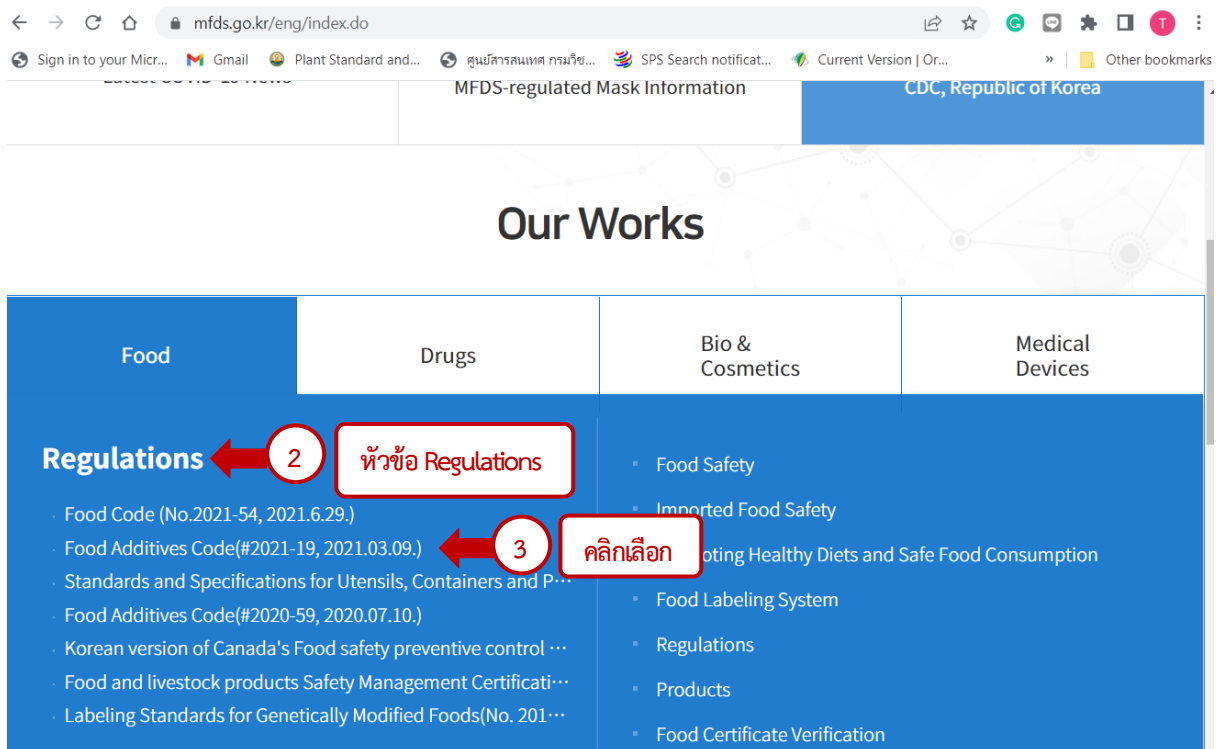 mfds.go.kr/eng/index.do
T
Sign in to your Micr...
Gmail
Plant Standard and...
ศูนย์สารสนเทศ กรมวิช...
SPS Search notificat...
Current Version | Or...
»
Other bookmarks
Latest COVID-19 News
MFDS-regulated Mask Information
CDC, Republic of Korea
Our Works
Food
Drugs
Bio &
Cosmetics
Medical
Devices
Regulations
2
หัวข้อ Regulations
Food Code (No.2021-54, 2021.6.29.)
Food Additives Code(#2021-19, 2021.03.09.)
3
คลิกเลือก
Standards and Specifications for Utensils, Containers and P···
Food Additives Code(#2020-59, 2020.07.10.)
Korean version of Canada's Food safety preventive control ···
Food and livestock products Safety Management Certificati···
Labeling Standards for Genetically Modified Foods(No. 201···
Food Safety
Imported Food Safety
oting Healthy Diets and Safe Food Consumption
Food Labeling System
Regulations
Products
Food Certificate Verification